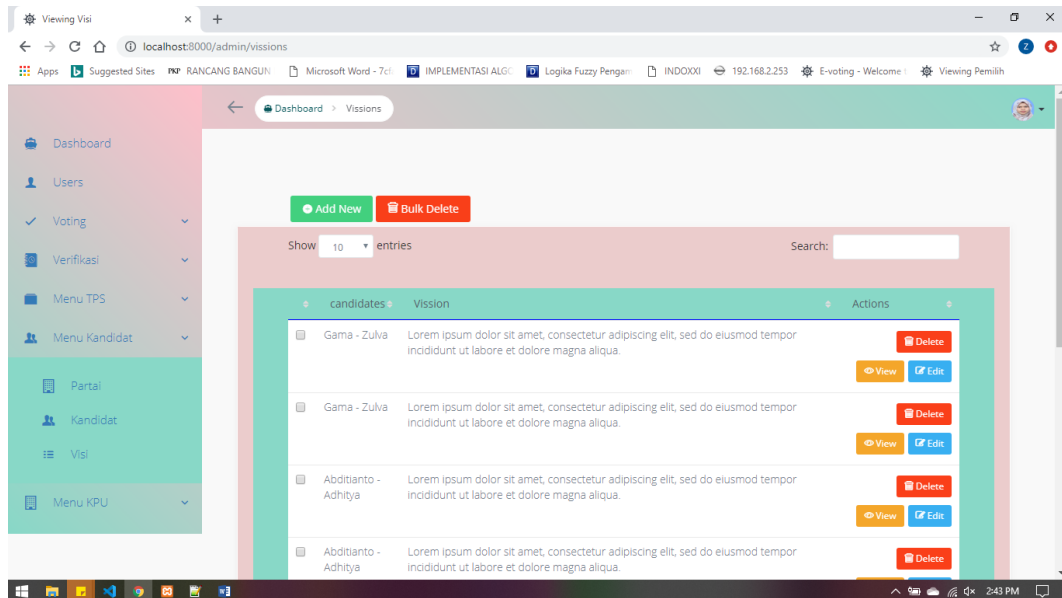 Viewing Visi
localhost:8000/admin/vissions
Z
Apps Suggested Sites PKP RANCANG BANGUN Microsoft Word - 7cf IMPLEMENTASI ALGO Logika Fuzzy Pengam INDOXXI 192.168.2.253 E-voting - Welcome Viewing Pemilih
Dashboard > Vissions
Dashboard
Users
Voting
Verifikasi
Menu TPS
Menu Kandidat
Partai
Kandidat
Visi
Menu KPU
Add New Bulk Delete
Show 10 entries Search:
candidates Vission Actions
Gama - Zulva Lorem ipsum dolor sit amet, consectetur adipiscing elit, sed do eiusmod tempor Delete
incididunt ut labore et dolore magna aliqua.
View Edit
Gama - Zulva Lorem ipsum dolor sit amet, consectetur adipiscing elit, sed do eiusmod tempor Delete
incididunt ut labore et dolore magna aliqua.
View Edit
Abditianto - Lorem ipsum dolor sit amet, consectetur adipiscing elit, sed do eiusmod tempor Delete
Adhitya incididunt ut labore et dolore magna aliqua.
View Edit
Abditianto - Lorem ipsum dolor sit amet, consectetur adipiscing elit, sed do eiusmod tempor Delete
Adhitya incididunt ut labore et dolore magna aliqua.
2:43 PM